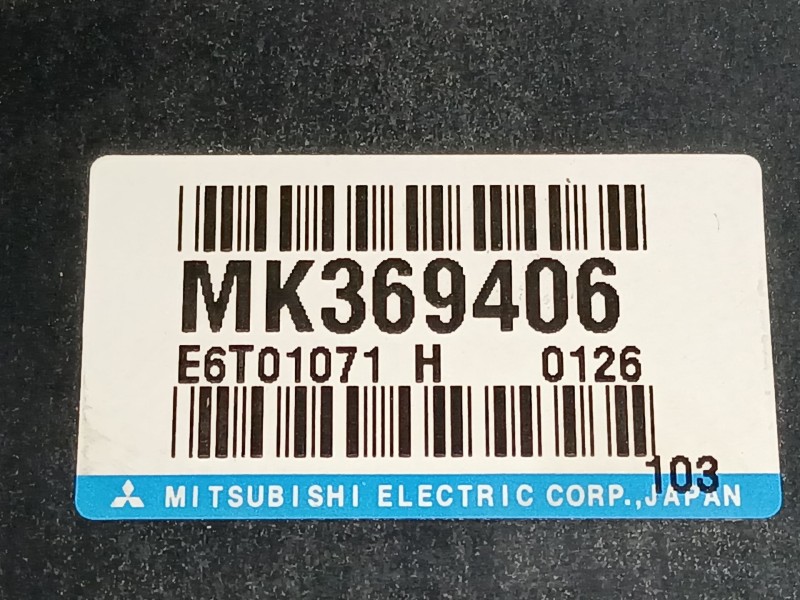 MK369406
E6T01071 H 0126
103
MITSUBISHI ELECTRIC CORP.,JAPAN